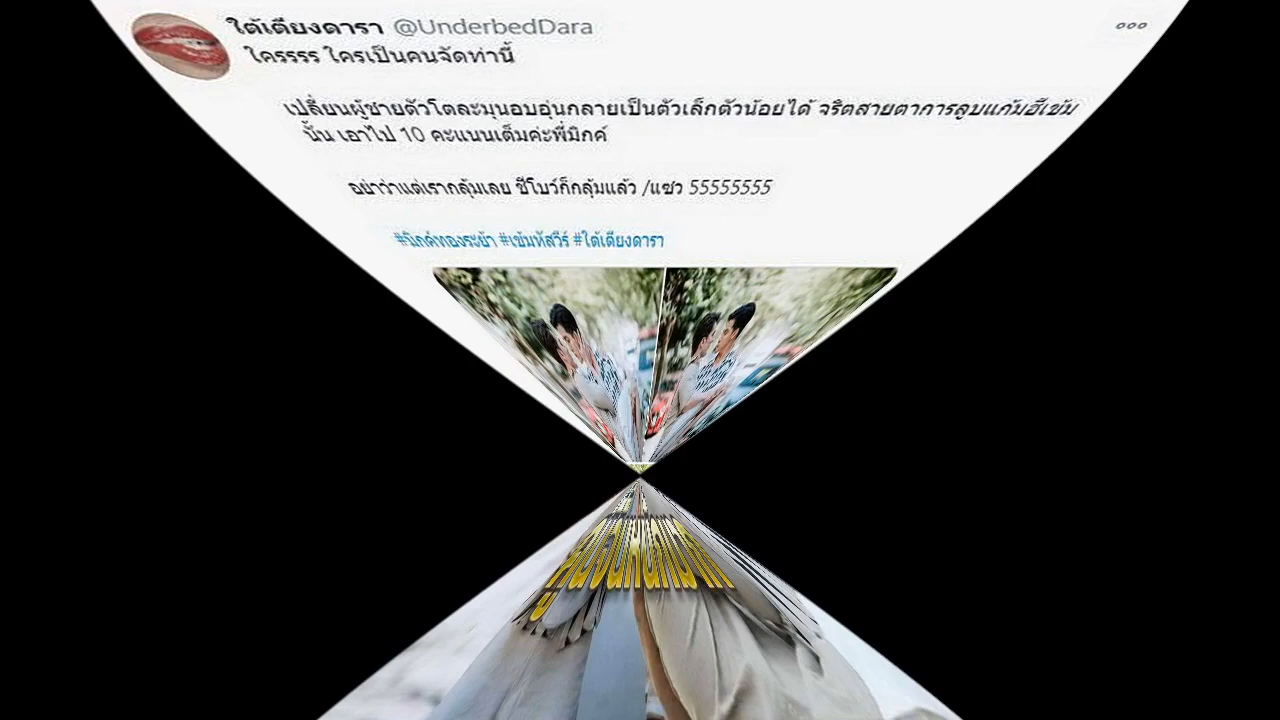 ใต้เตียงดารา @UnderbedDara
ใครรรร ใครเป็นคนจัดท่านี้
เปลี่ยนผู้ชายตัวโตละมุนอบอุ่นกลายเป็นตัวเล็กตัวน้อยได้ จริตสายตาการลูบแก้มฮีเข้ม
นั้น เอาไป 10 คะแนนเต็มค่ะพี่มิกค์
อย่าว่าแต่เรากลุ้มเลย ชีโบว์ก็กลุ้มแล้ว /แซว 55555555
#มิกค์ทองระย้า #เข้มหัสวีร์ #ใต้เตียงดารา